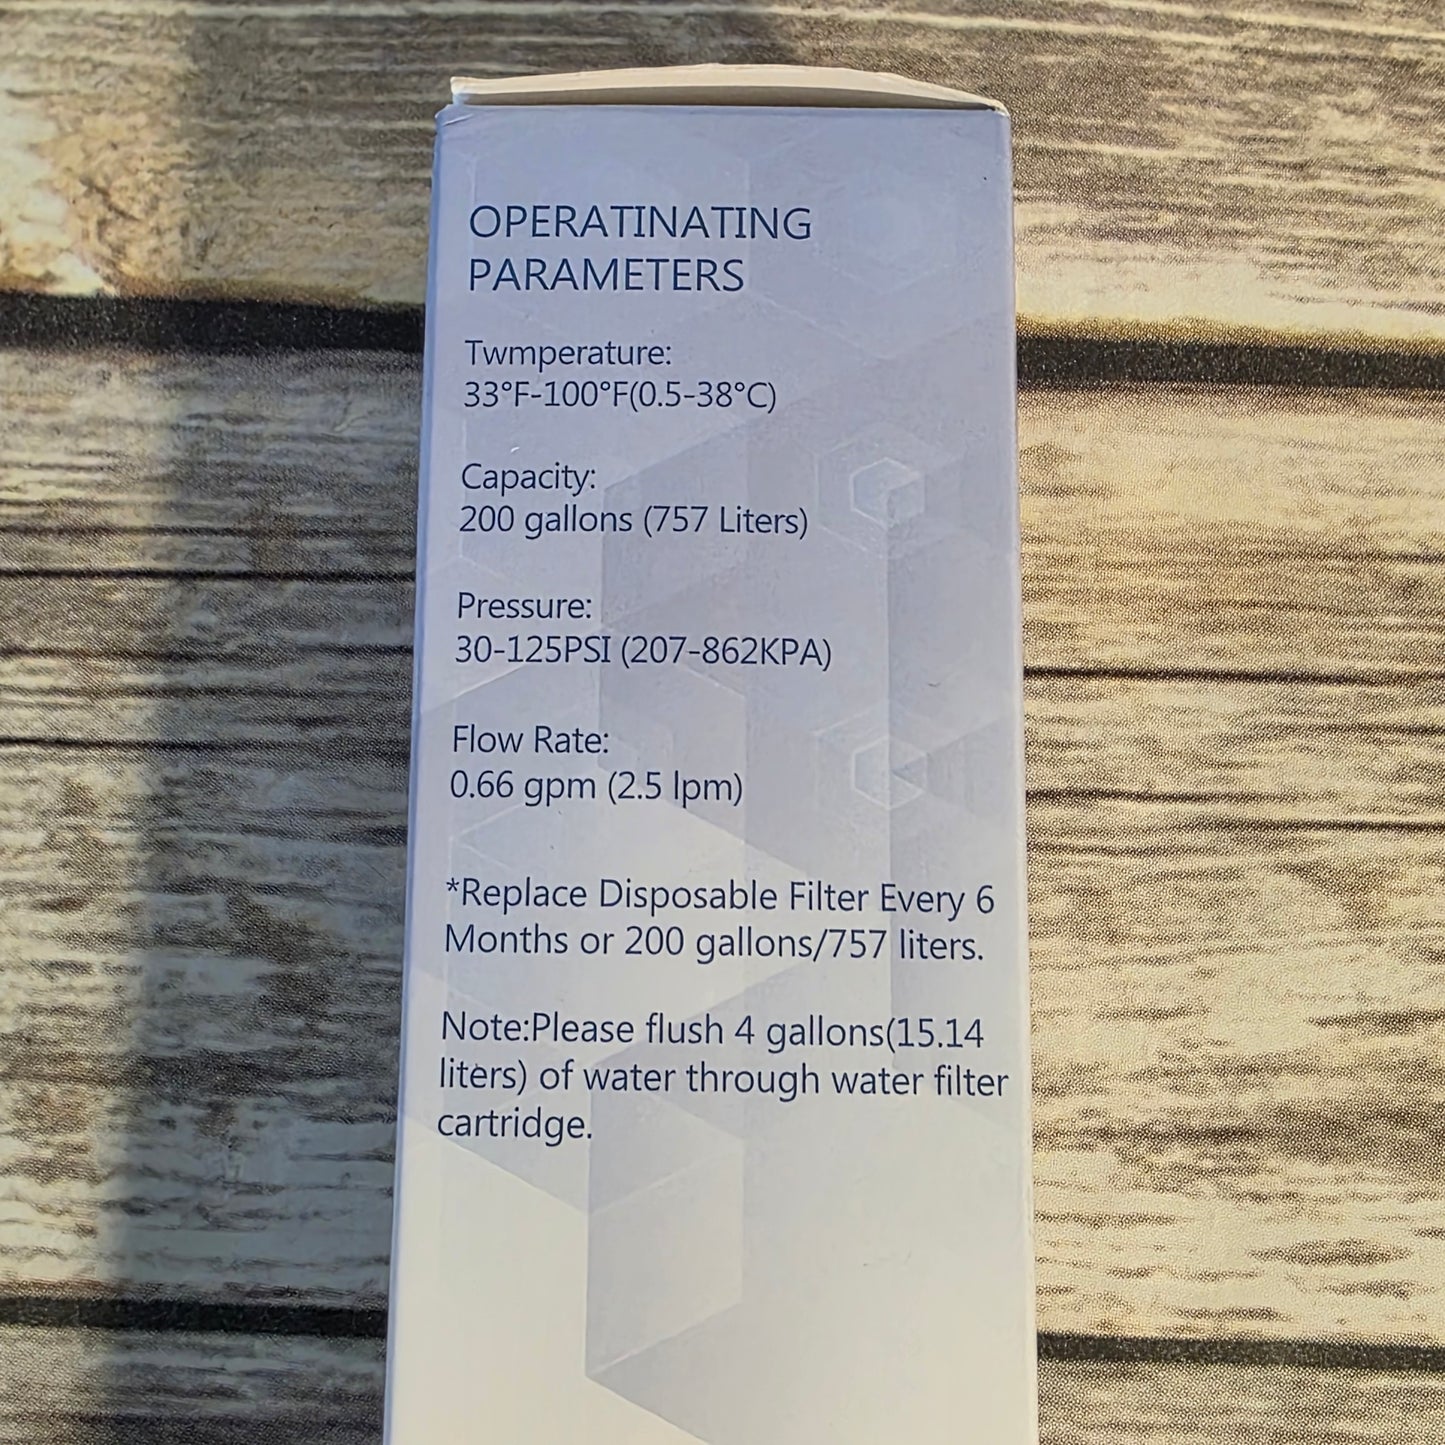 OPERATINATING
PARAMETERS
Twmperature:
33°F-100°F(0.5-38°C)
Capacity:
200 gallons (757 Liters)
Pressure:
30-125PSI (207-862KPA)
Flow Rate:
0.66 gpm (2.5 lpm)
*Replace Disposable Filter Every 6
Months or 200 gallons/757 liters.
Note:Please flush 4 gallons(15.14
liters) of water through water filter
cartridge.